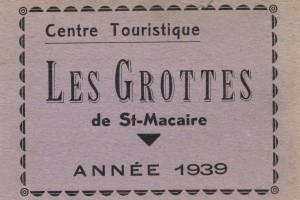 Centre Touristique
LES GROTTES
de St-Macaire
ANNÉE 1939